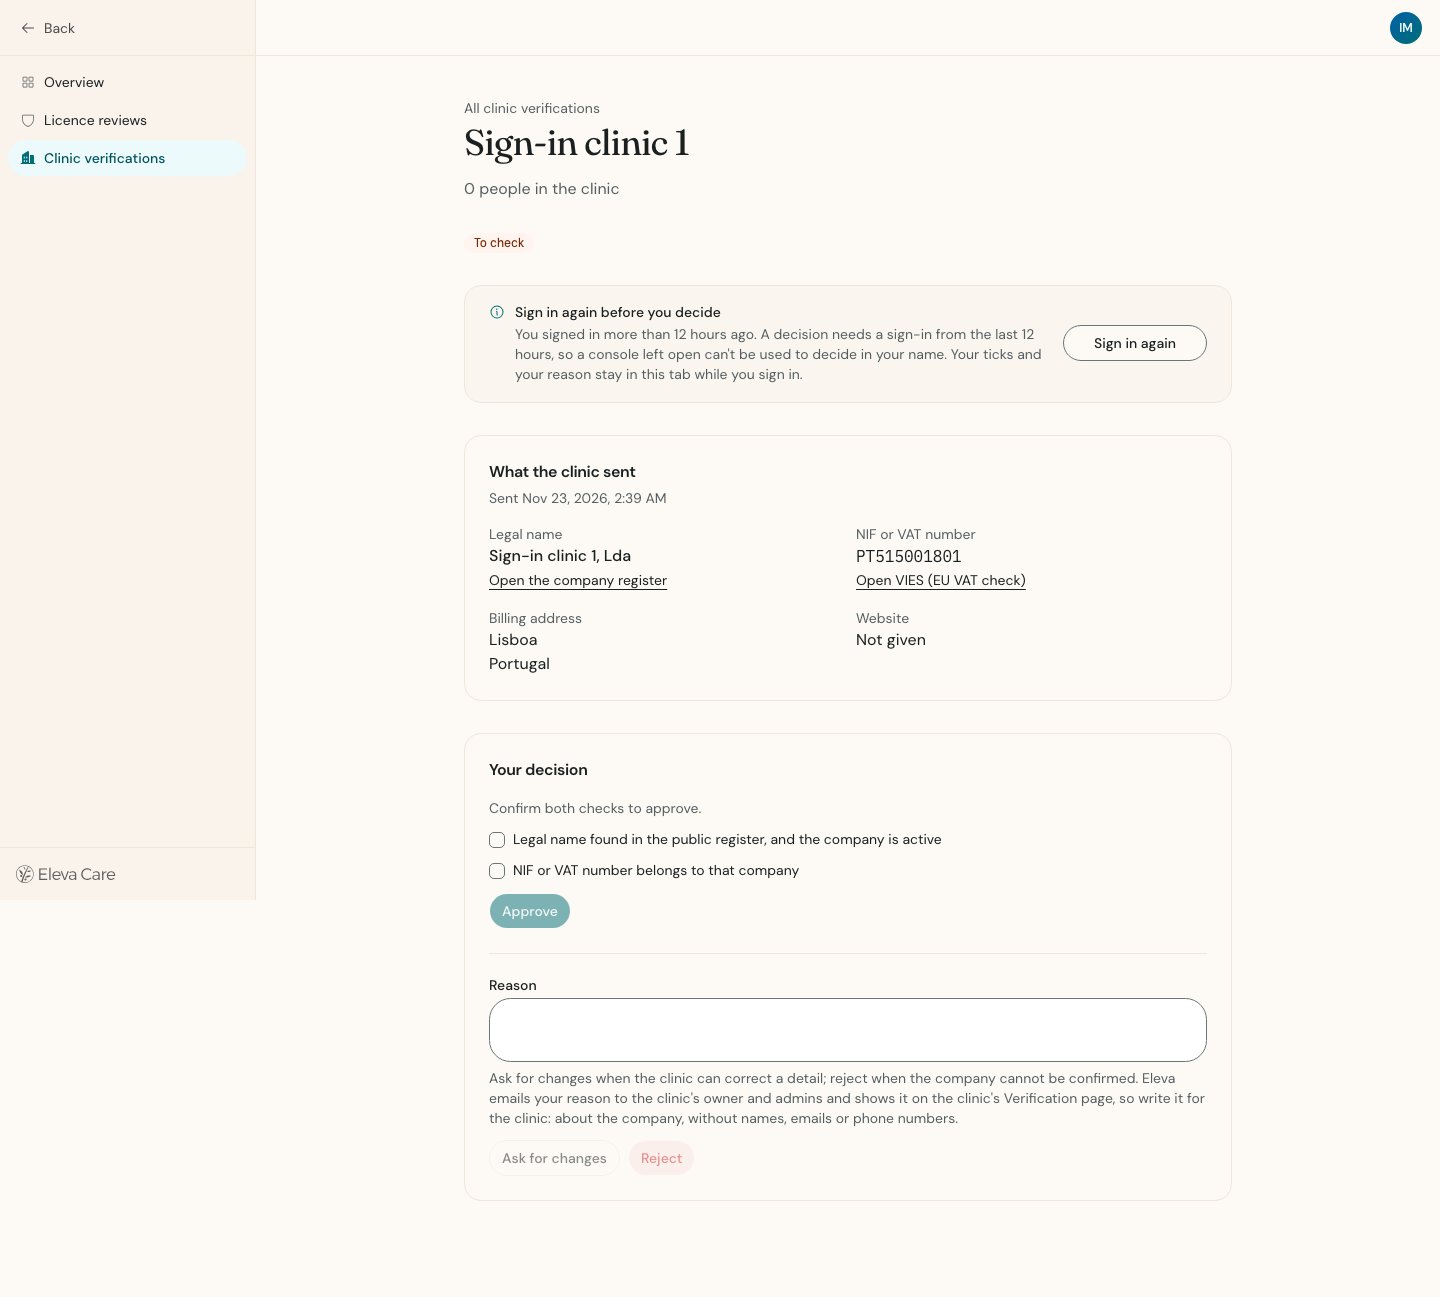 Back
IM
Overview
Licence reviews
Clinic verifications
All clinic verifications
Sign-in clinic 1
0 people in the clinic
To check
Sign in again before you decide
You signed in more than 12 hours ago. A decision needs a sign-in from the last 12
hours, so a console left open can't be used to decide in your name. Your ticks and
your reason stay in this tab while you sign in.
Sign in again
What the clinic sent
Sent Nov 23, 2026, 2:39 AM
Legal name
Sign-in clinic 1, Lda
Open the company register
NIF or VAT number
PT515001801
Open VIES (EU VAT check)
Billing address
Lisboa
Portugal
Website
Not given
Your decision
Confirm both checks to approve.
Legal name found in the public register, and the company is active
NIF or VAT number belongs to that company
Approve
Reason
Ask for changes when the clinic can correct a detail; reject when the company cannot be confirmed. Eleva
emails your reason to the clinic's owner and admins and shows it on the clinic's Verification page, so write it for
the clinic: about the company, without names, emails or phone numbers.
Ask for changes
Reject
Eleva Care